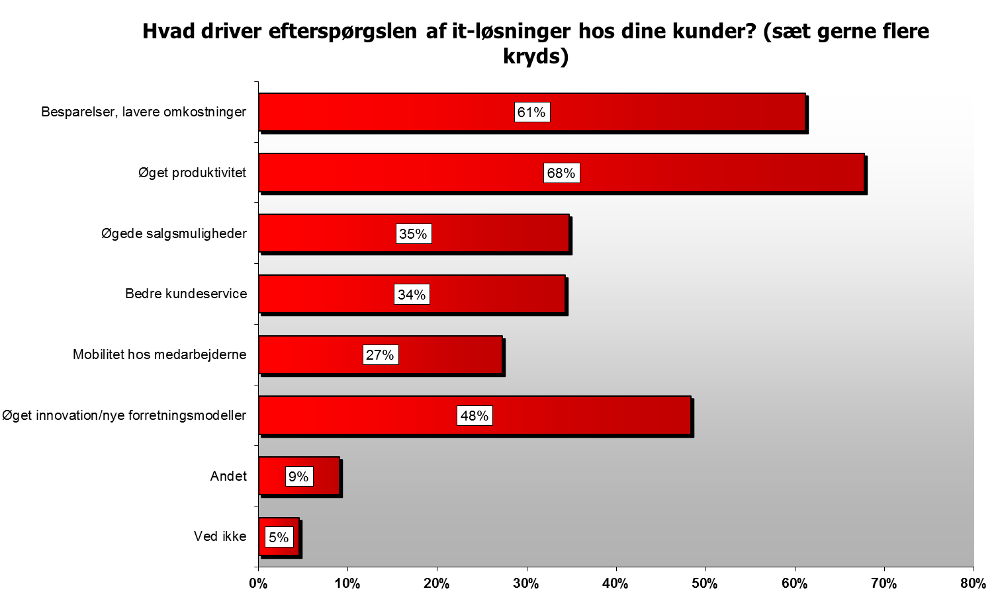 Hvad driver efterspørgslen af it-løsninger hos dine kunder? (sæt gerne flere
kryds)
Besparelser, lavere omkostninger
61%
Øget produktivitet
68%
Øgede salgsmuligheder
35%
Bedre kundeservice
34%
Mobilitet hos medarbejderne
27%
Øget innovation/nye forretningsmodeller
48%
Andet
9%
Ved ikke
5%
0% 10% 20% 30% 40% 50% 60% 70% 80%